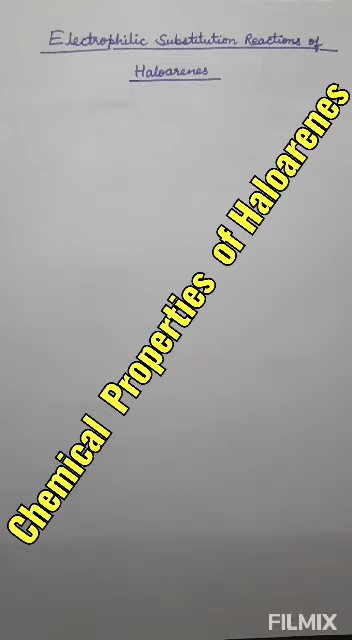 Electrophilic Substitution Reactions of
Haloarenes
Chemical Properties of Haloarenes
FILMIX